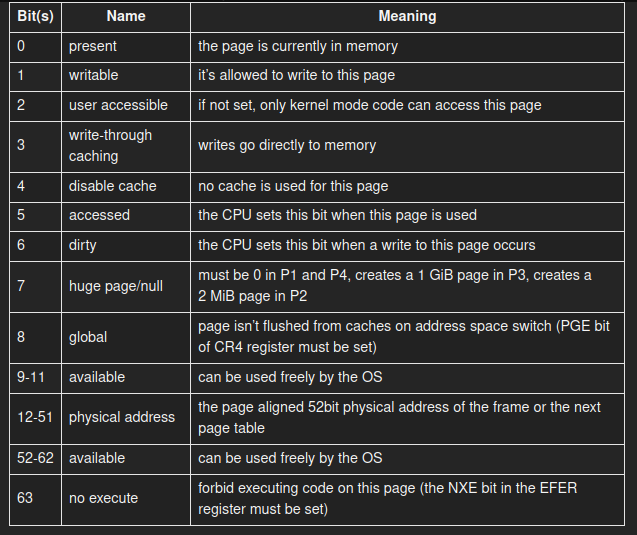 Bit(s) Name Meaning
0 present the page is currently in memory
1 writable it's allowed to write to this page
2 user accessible if not set, only kernel mode code can access this page
3 write-through caching writes go directly to memory
4 disable cache no cache is used for this page
5 accessed the CPU sets this bit when this page is used
6 dirty the CPU sets this bit when a write to this page occurs
7 huge page/null must be 0 in P1 and P4, creates a 1 GiB page in P3, creates a
2 MiB page in P2
8 global page isn't flushed from caches on address space switch (PGE bit
of CR4 register must be set)
9-11 available can be used freely by the OS
12-51 physical address the page aligned 52bit physical address of the frame or the next
page table
52-62 available can be used freely by the OS
63 no execute forbid executing code on this page (the NXE bit in the EFER
register must be set)